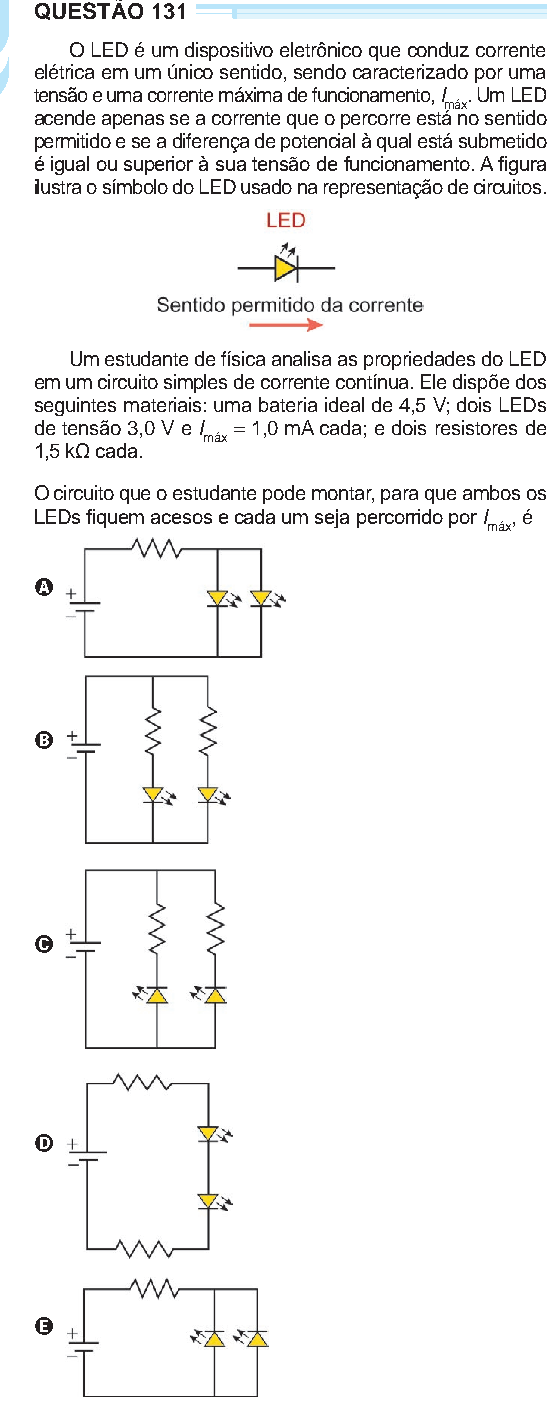 QUESTÃO 131
O LED é um dispositivo eletrônico que conduz corrente
elétrica em um único sentido, sendo caracterizado por uma
tensão e uma corrente máxima de funcionamento, I máx. Um LED
acende apenas se a corrente que o percorre está no sentido
permitido e se a diferença de potencial à qual está submetido
é igual ou superior à sua tensão de funcionamento. A figura
ilustra o símbolo do LED usado na representação de circuitos.
LED
Sentido permitido da corrente
Um estudante de física analisa as propriedades do LED
em um circuito simples de corrente contínua. Ele dispõe dos
seguintes materiais: uma bateria ideal de 4,5 V; dois LEDs
de tensão 3,0 V e I máx = 1,0 mA cada; e dois resistores de
1,5 kΩ cada.
O circuito que o estudante pode montar, para que ambos os
LEDs fiquem acesos e cada um seja percorrido por I máx, é
A + –
B + –
C + –
D + –
E + –